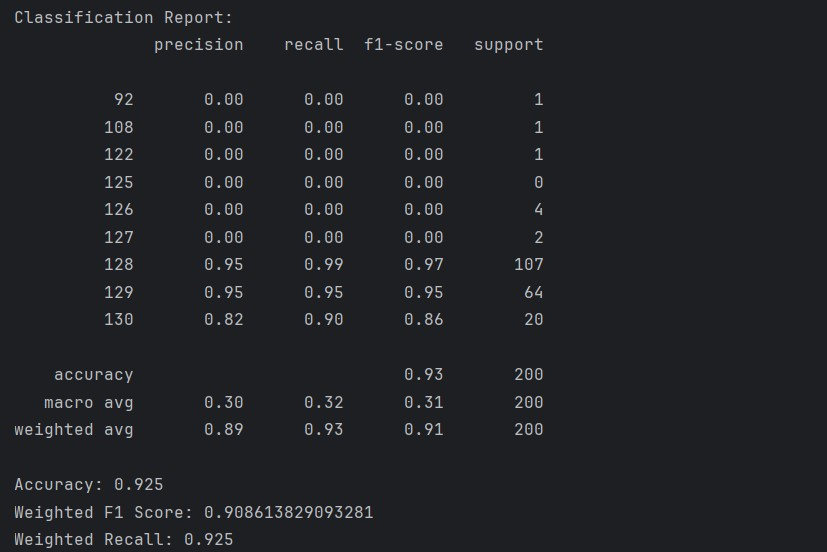 Classification Report:
precision recall f1-score support
92 0.00 0.00 0.00 1
108 0.00 0.00 0.00 1
122 0.00 0.00 0.00 1
125 0.00 0.00 0.00 0
126 0.00 0.00 0.00 4
127 0.00 0.00 0.00 2
128 0.95 0.99 0.97 107
129 0.95 0.95 0.95 64
130 0.82 0.90 0.86 20
accuracy 0.93 200
macro avg 0.30 0.32 0.31 200
weighted avg 0.89 0.93 0.91 200
Accuracy: 0.925
Weighted F1 Score: 0.908613829093281
Weighted Recall: 0.925